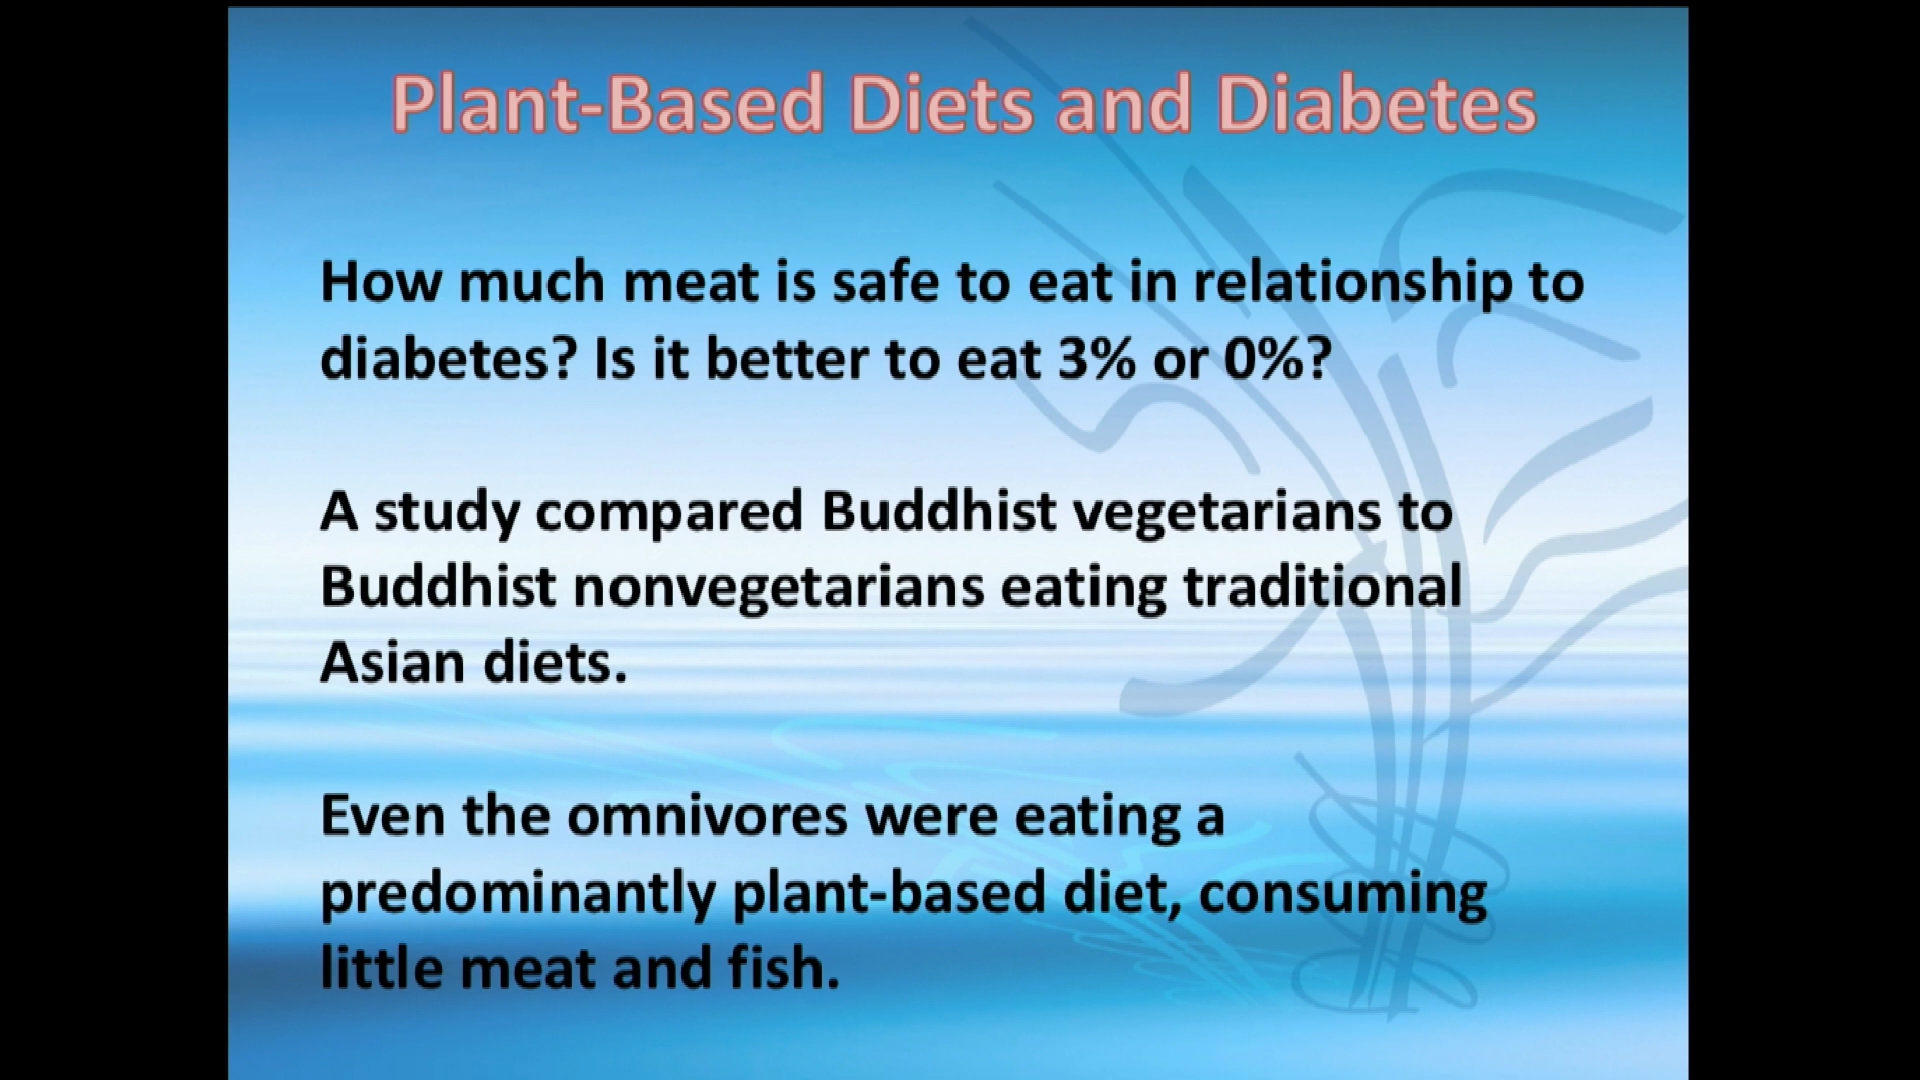 Plant-Based Diets and Diabetes
How much meat is safe to eat in relationship to
diabetes? Is it better to eat 3% or 0%?
A study compared Buddhist vegetarians to
Buddhist nonvegetarians eating traditional
Asian diets.
Even the omnivores were eating a
predominantly plant-based diet, consuming
little meat and fish.